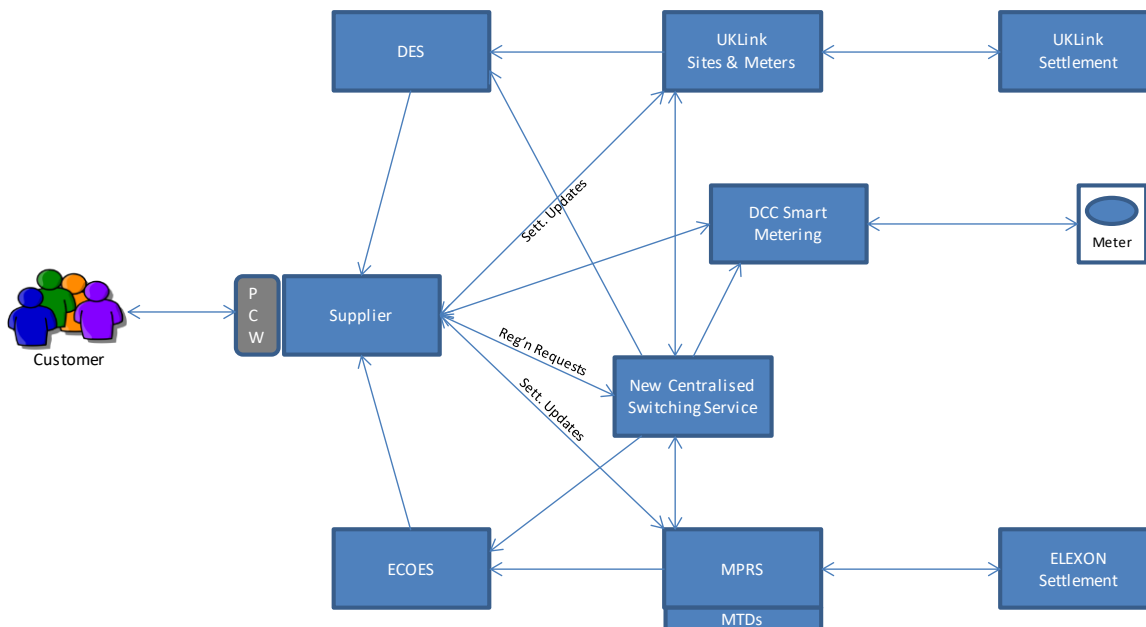 DES
UKLink
Sites & Meters
UKLink
Settlement
Sett. Updates
DCC Smart
Metering
Meter
P
C
W
Supplier
Customer
Reg'n Requests
Sett. Updates
New Centralised
Switching Service
ECOES
MPRS
MTDs
ELEXON
Settlement